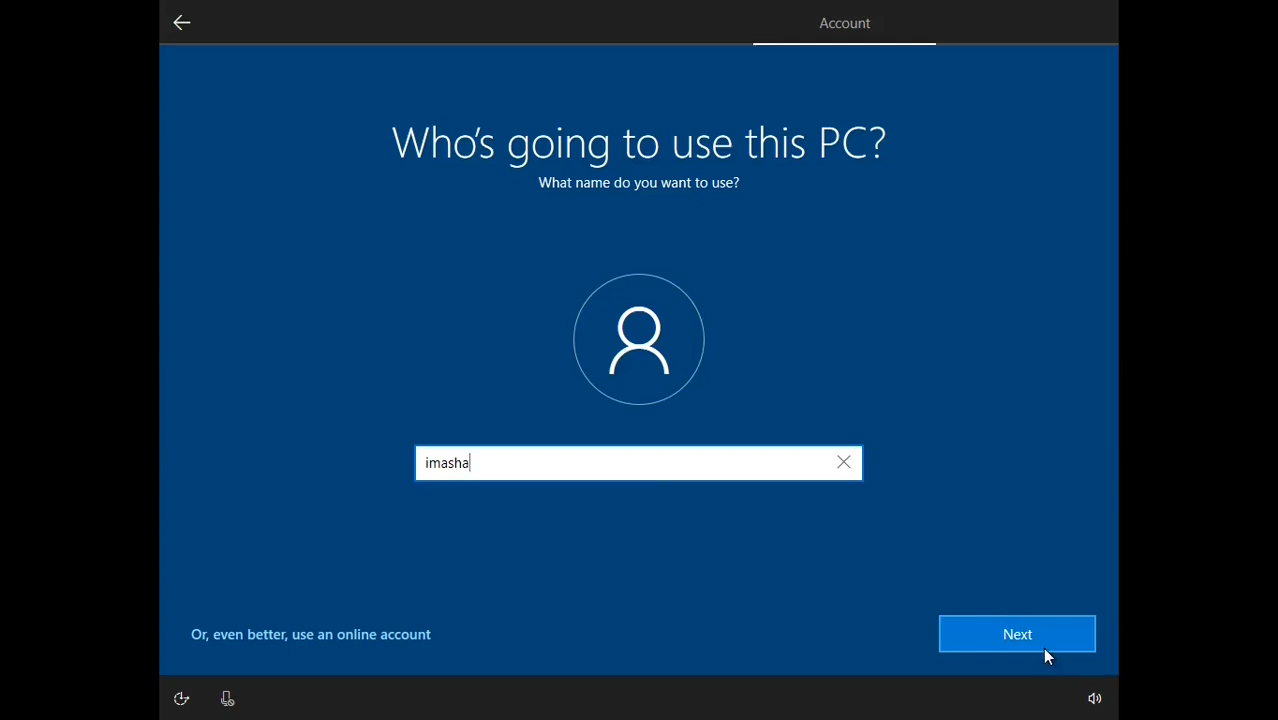 Account
Who's going to use this PC?
What name do you want to use?
imasha
Or, even better, use an online account
Next